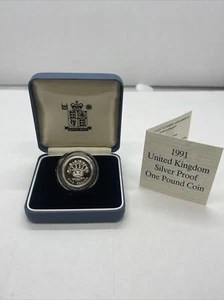 1991
United Kingdom
Silver Proof
One Pound Coin